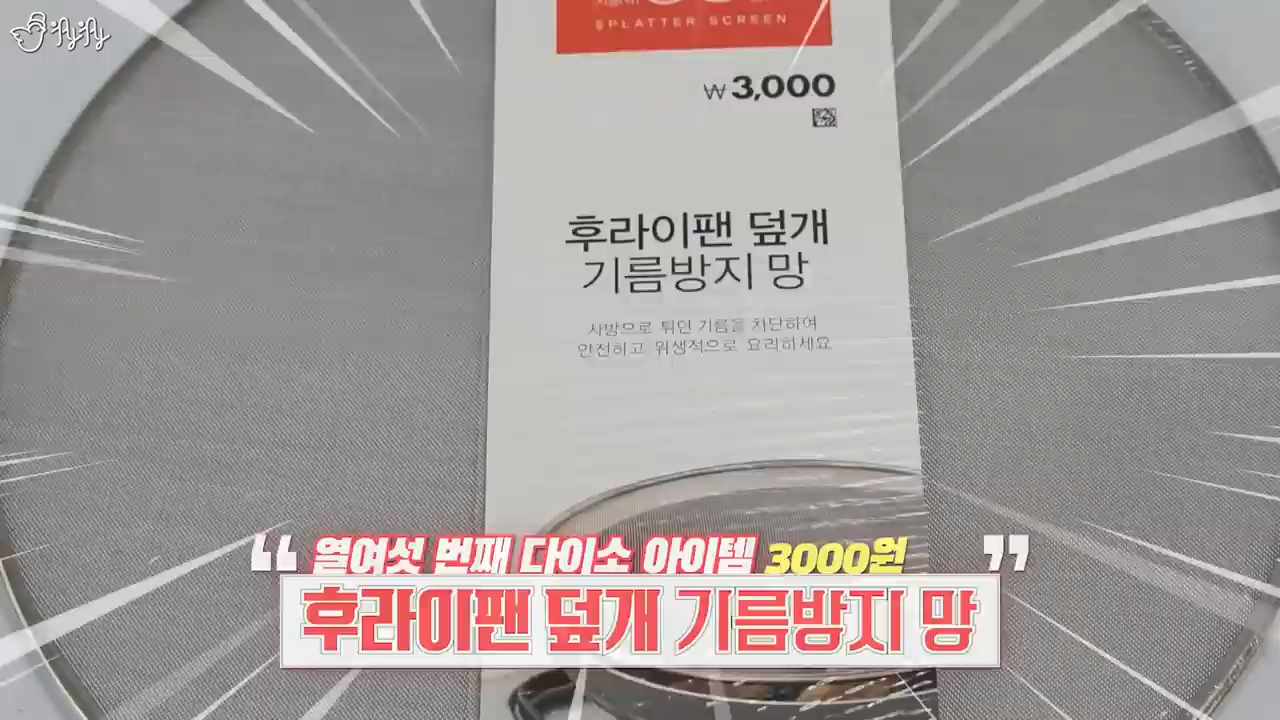 SPLATTER SCREEN
₩3,000
후라이팬 덮개
기름방지 망
사방으로 튀던 기름을 차단하여
안전하고 위생적으로 요리하세요
“ 열여섯 번째 다이소 아이템 3000원 ”
후라이팬 덮개 기름방지 망